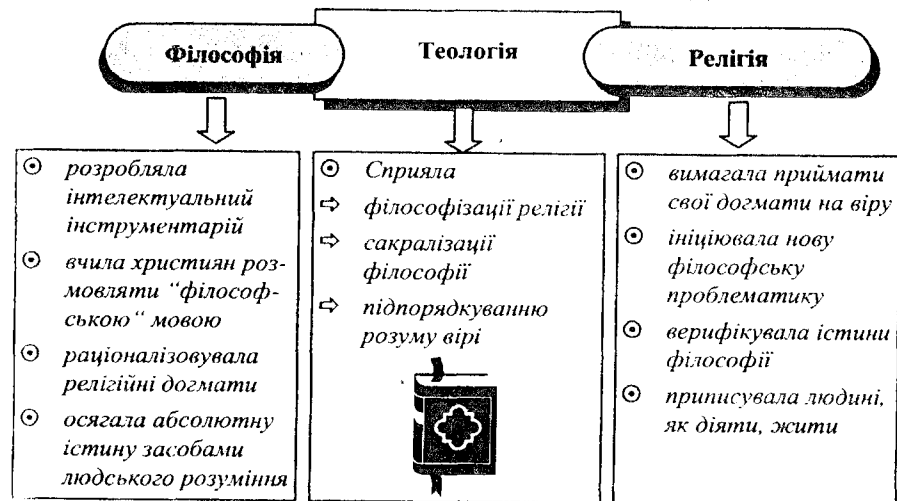 Філософія
Теологія
Релігія
⊙ розробляла
інтелектуальний
інструментарій
⊙ вчила християн роз-
мовляти “філософ-
ською“ мовою
⊙ раціоналізовувала
релігійні догмати
⊙ осягала абсолютну
істину засобами
людського розуміння
⊙ Сприяла
⇨ філософізації релігії
⇨ сакралізації
філософії
⇨ підпорядкуванню
розуму вірі
⊙ вимагала приймати
свої догмати на віру
⊙ ініціювала нову
філософську
проблематику
⊙ верифікувала істини
філософії
⊙ приписувала людині,
як діяти, жити